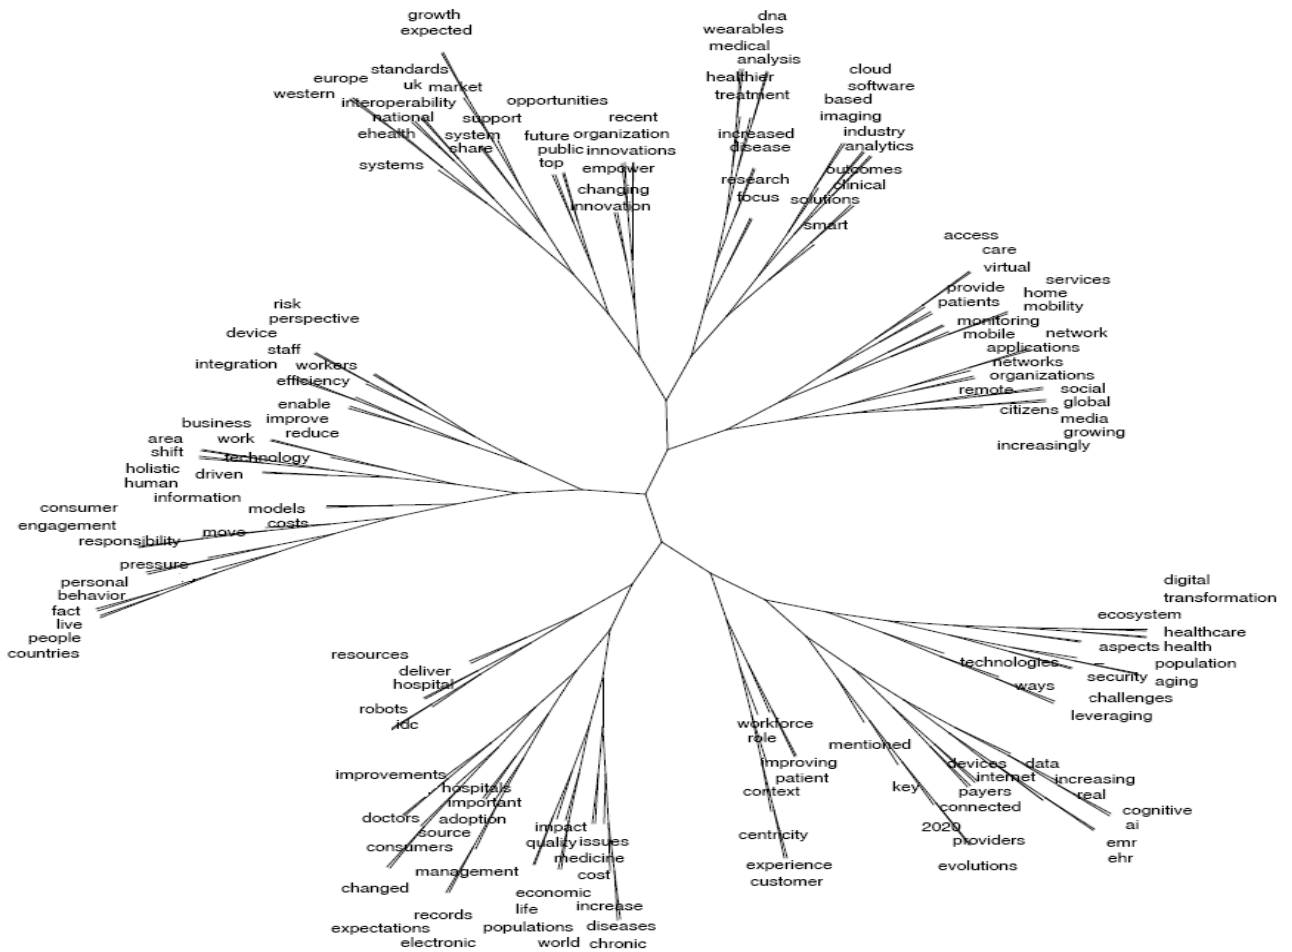 growth
expected
dna
wearables
medical
analysis
standards
europe
uk market
western
interoperability
national
ehealth
support
system
share
systems
opportunities
recent
future organization
public innovations
top
empower
changing
innovation
healthier
treatment
increased
disease
research
focus
cloud
software
based
imaging
industry
analytics
outcomes
clinical
solutions
smart
access
care
virtual
services
provide
home
patients
mobility
monitoring
mobile
network
applications
networks
organizations
remote
social
global
citizens
media
growing
increasingly
risk
perspective
device
staff
integration
workers
efficiency
enable
improve
reduce
business
area
work
shift
technology
holistic
driven
human
information
consumer
models
engagement
costs
responsibility
move
pressure
personal
behavior
fact
live
people
countries
digital
transformation
ecosystem
healthcare
aspects health
technologies
population
security
aging
ways
challenges
leveraging
resources
deliver
hospital
robots
idc
workforce
role
mentioned
improving
patient
context
key
devices
data
internet
increasing
payers
real
connected
cognitive
ai
2020
providers
emr
ehr
evolutions
centricity
experience
customer
improvements
hospitals
important
doctors
adoption
source
consumers
management
changed
records
expectations
electronic
impact
quality issues
medicine
cost
economic
life
increase
populations
diseases
world
chronic